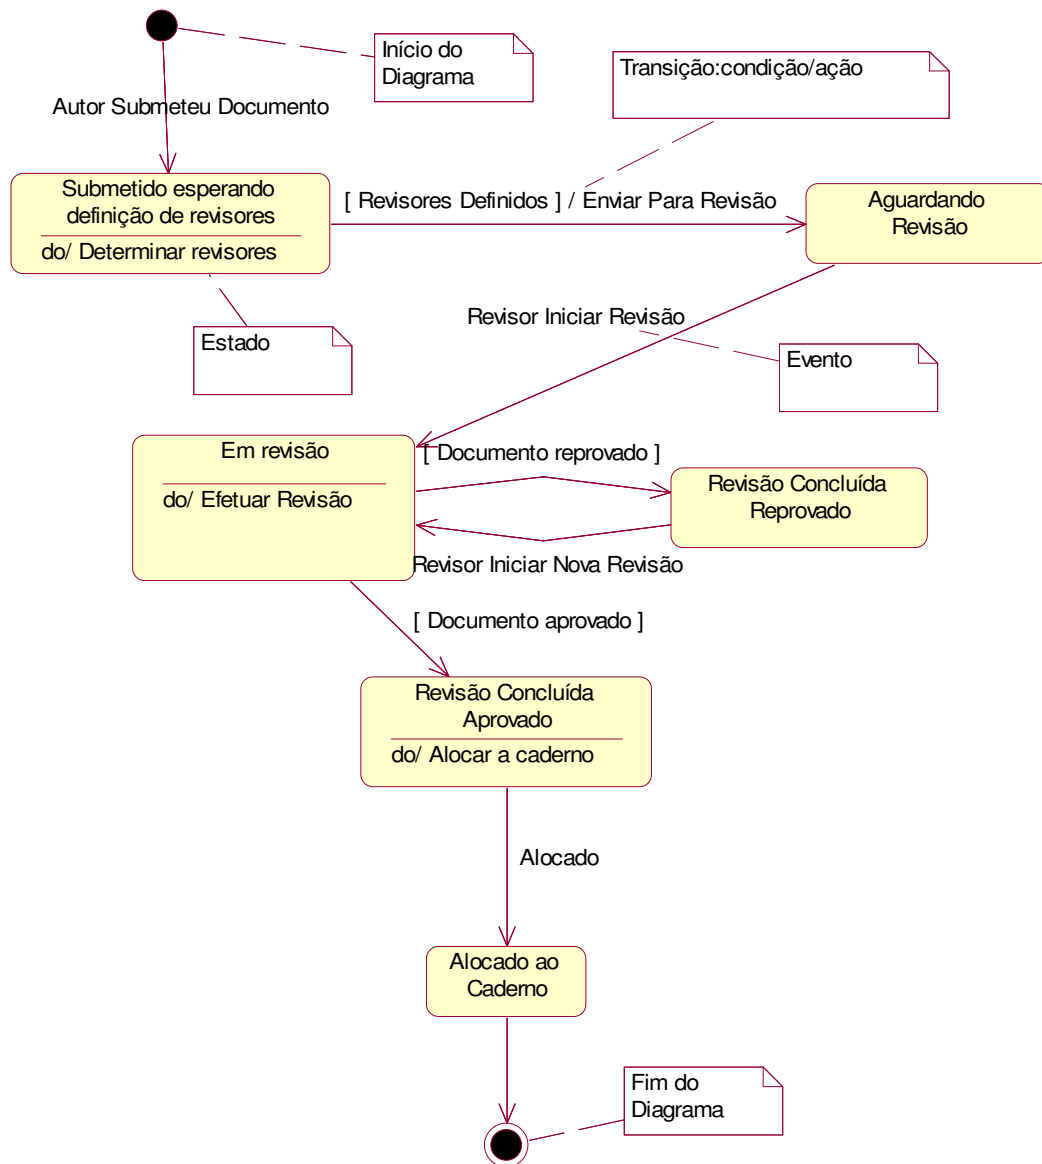 Início do
Diagrama
Transição:condição/ação
Autor Submeteu Documento
Submetido esperando
definição de revisores
do/ Determinar revisores
[ Revisores Definidos ] / Enviar Para Revisão
Aguardando
Revisão
Estado
Revisor Iniciar Revisão
Evento
Em revisão
do/ Efetuar Revisão
[ Documento reprovado ]
Revisão Concluída
Reprovado
Revisor Iniciar Nova Revisão
[ Documento aprovado ]
Revisão Concluída
Aprovado
do/ Alocar a caderno
Alocado
Alocado ao
Caderno
Fim do
Diagrama